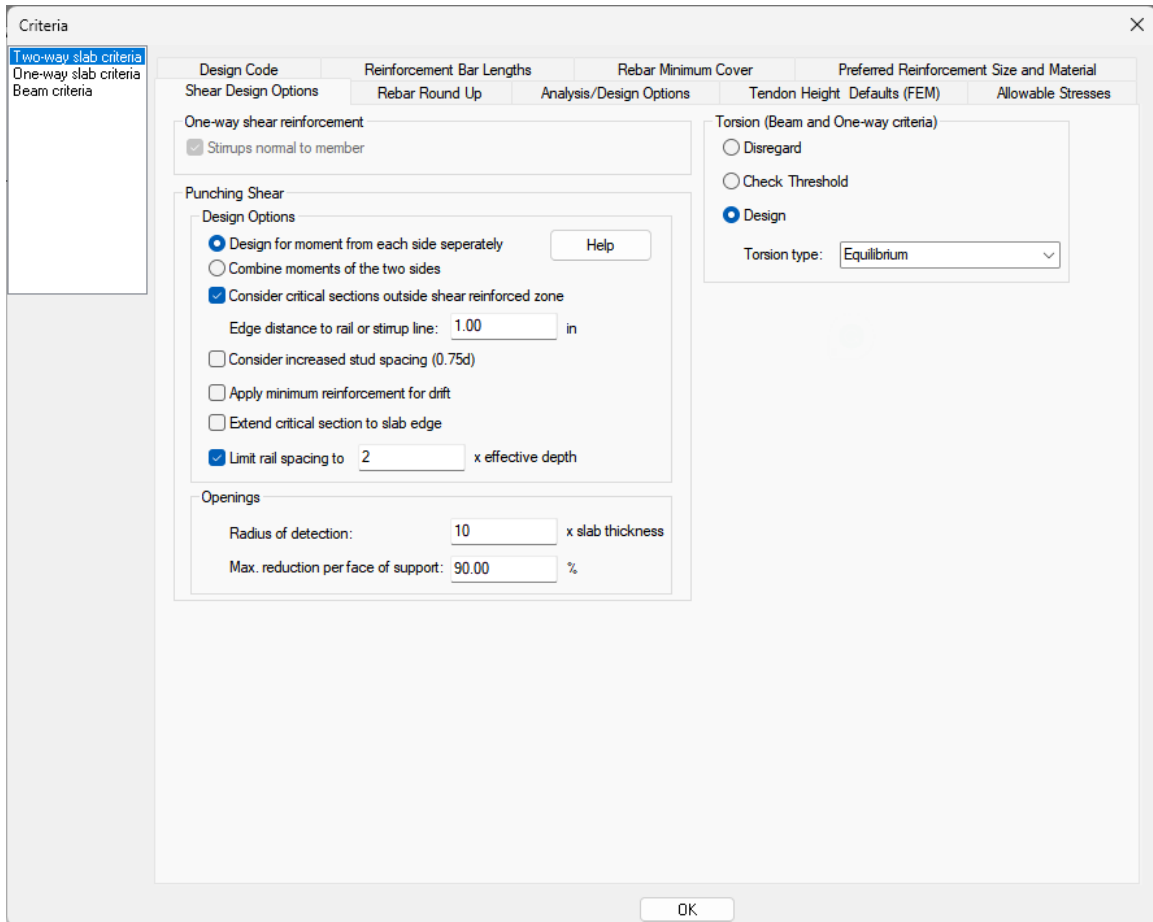 Criteria
Two-way slab criteria
One-way slab criteria
Beam criteria
Design Code
Reinforcement Bar Lengths
Rebar Minimum Cover
Preferred Reinforcement Size and Material
Shear Design Options
Rebar Round Up
Analysis/Design Options
Tendon Height Defaults (FEM)
Allowable Stresses
One-way shear reinforcement
Stirrups normal to member
Punching Shear
Design Options
Design for moment from each side seperately
Help
Combine moments of the two sides
Consider critical sections outside shear reinforced zone
Edge distance to rail or stirrup line: 1.00 in
Consider increased stud spacing (0.75d)
Apply minimum reinforcement for drift
Extend critical section to slab edge
Limit rail spacing to 2 x effective depth
Openings
Radius of detection: 10 x slab thickness
Max. reduction per face of support: 90.00 %
Torsion (Beam and One-way criteria)
Disregard
Check Threshold
Design
Torsion type: Equilibrium
OK